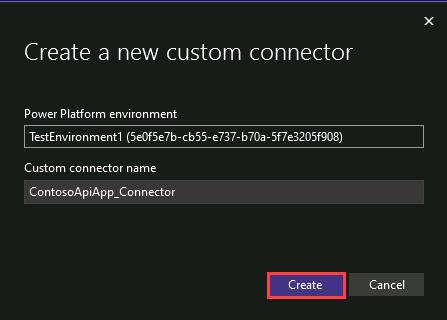 Create a new custom connector
Power Platform environment
TestEnvironment1 (5e0f5e7b-cb55-e737-b70a-5f7e3205f908)
Custom connector name
ContosoApiApp_Connector
Create Cancel